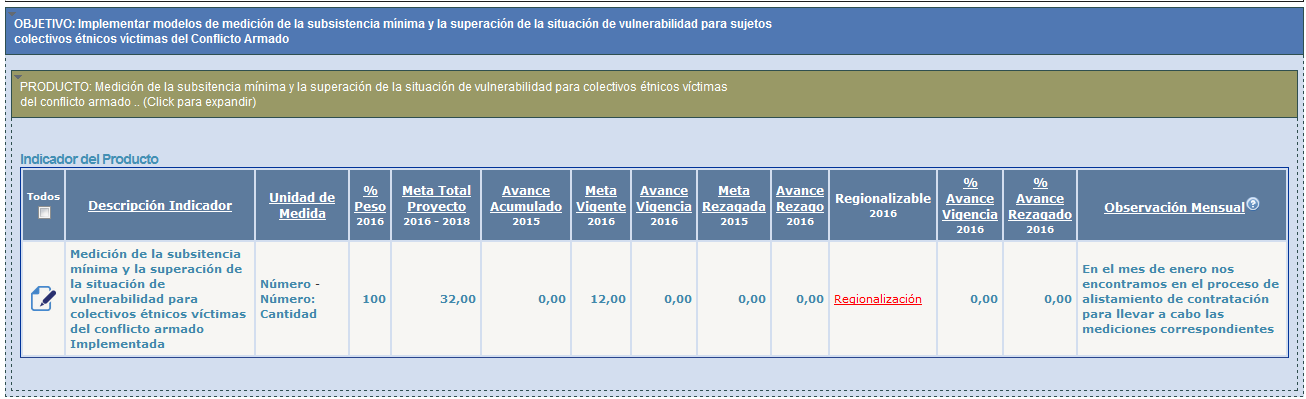 OBJETIVO: Implementar modelos de medición de la subsistencia mínima y la superación de la situación de vulnerabilidad para sujetos
colectivos étnicos víctimas del Conflicto Armado
PRODUCTO: Medición de la subsitencia mínima y la superación de la situación de vulnerabilidad para colectivos étnicos víctimas
del conflicto armado .. (Click para expandir)
Indicador del Producto
Todos
Descripción Indicador
Unidad de
Medida
%
Peso
2016
Meta Total
Proyecto
2016 - 2018
Avance
Acumulado
2015
Meta
Vigente
2016
Avance
Vigencia
2016
Meta
Rezagada
2015
Avance
Rezago
2016
Regionalizable
2016
%
Avance
Vigencia
2016
%
Avance
Rezagado
2016
Observación Mensual ?
Medición de la subsitencia
mínima y la superación de
la situación de
vulnerabilidad para
colectivos étnicos víctimas
del conflicto armado
Implementada
Número -
Número:
Cantidad
100
32,00
0,00
12,00
0,00
0,00
0,00
Regionalización
0,00
0,00
En el mes de enero nos
encontramos en el proceso de
alistamiento de contratación
para llevar a cabo las
mediciones correspondientes